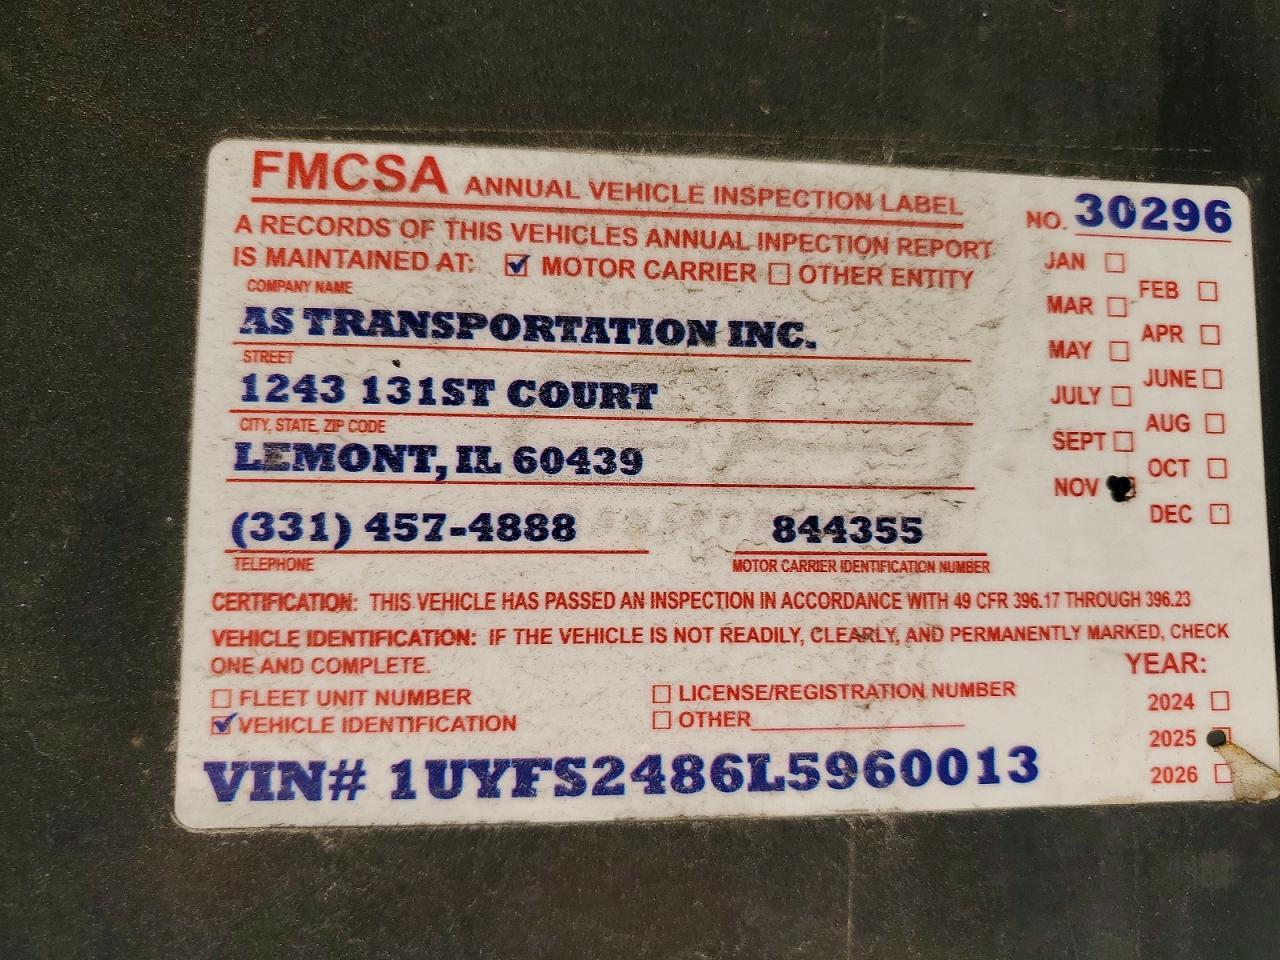 FMCSA ANNUAL VEHICLE INSPECTION LABEL
NO. 30296
A RECORDS OF THIS VEHICLES ANNUAL INPECTION REPORT
IS MAINTAINED AT: MOTOR CARRIER OTHER ENTITY
COMPANY NAME
AS TRANSPORTATION INC.
STREET
1243 131ST COURT
CITY, STATE, ZIP CODE
LEMONT, IL 60439
(331) 457-4888 844355
TELEPHONE MOTOR CARRIER IDENTIFICATION NUMBER
JAN
FEB
MAR
APR
MAY
JUNE
JULY
AUG
SEPT
OCT
NOV
DEC
CERTIFICATION: THIS VEHICLE HAS PASSED AN INSPECTION IN ACCORDANCE WITH 49 CFR 396.17 THROUGH 396.23
VEHICLE IDENTIFICATION: IF THE VEHICLE IS NOT READILY, CLEARLY, AND PERMANENTLY MARKED, CHECK
ONE AND COMPLETE.
FLEET UNIT NUMBER LICENSE/REGISTRATION NUMBER
VEHICLE IDENTIFICATION OTHER
YEAR:
2024
2025
2026
VIN# 1UYFS2486L5960013